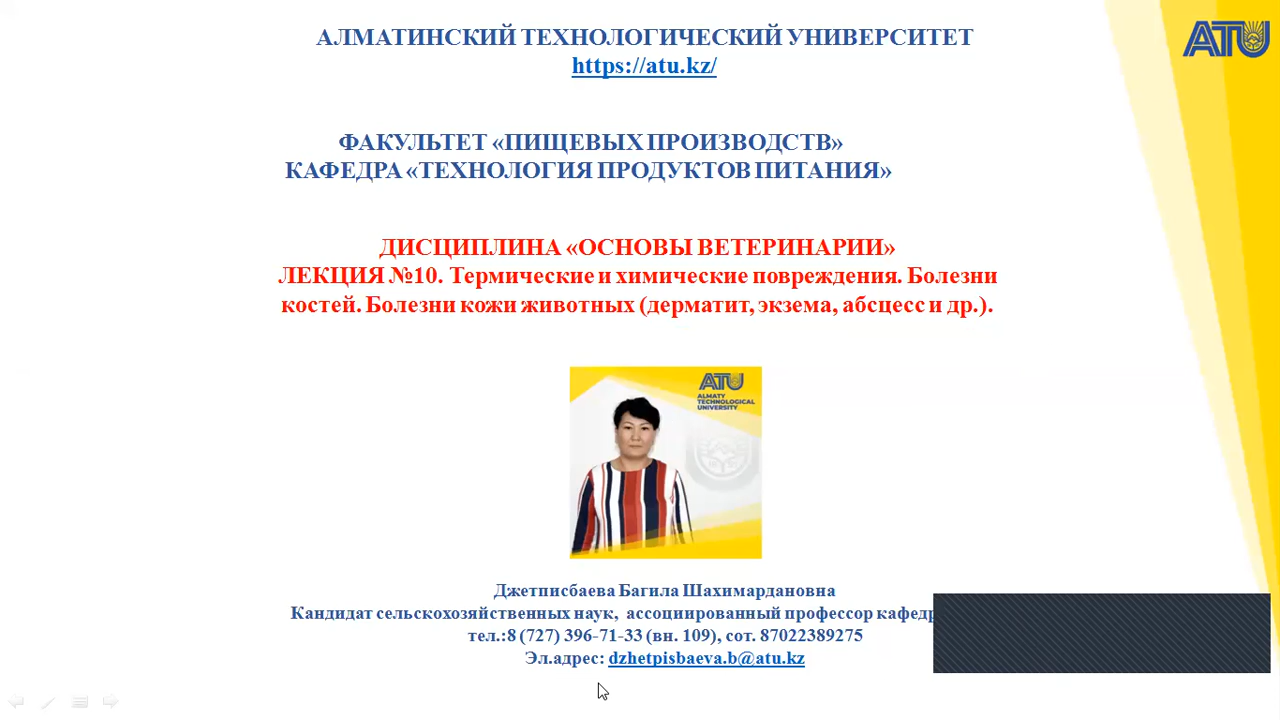 АЛМАТИНСКИЙ ТЕХНОЛОГИЧЕСКИЙ УНИВЕРСИТЕТ
https://atu.kz/
ATU
ФАКУЛЬТЕТ «ПИЩЕВЫХ ПРОИЗВОДСТВ»
КАФЕДРА «ТЕХНОЛОГИЯ ПРОДУКТОВ ПИТАНИЯ»
ДИСЦИПЛИНА «ОСНОВЫ ВЕТЕРИНАРИИ»
ЛЕКЦИЯ №10. Термические и химические повреждения. Болезни
костей. Болезни кожи животных (дерматит, экзема, абсцесс и др.).
ATU
ALMATY
TECHNOLOGICAL
UNIVERSITY
Джетписбаева Багила Шахимардановна
Кандидат сельскохозяйственных наук, ассоциированный профессор
тел.:8 (727) 396-71-33 (вн. 109), сот. 87022389275
Эл.адрес: dzhetpisbaeva.b@atu.kz